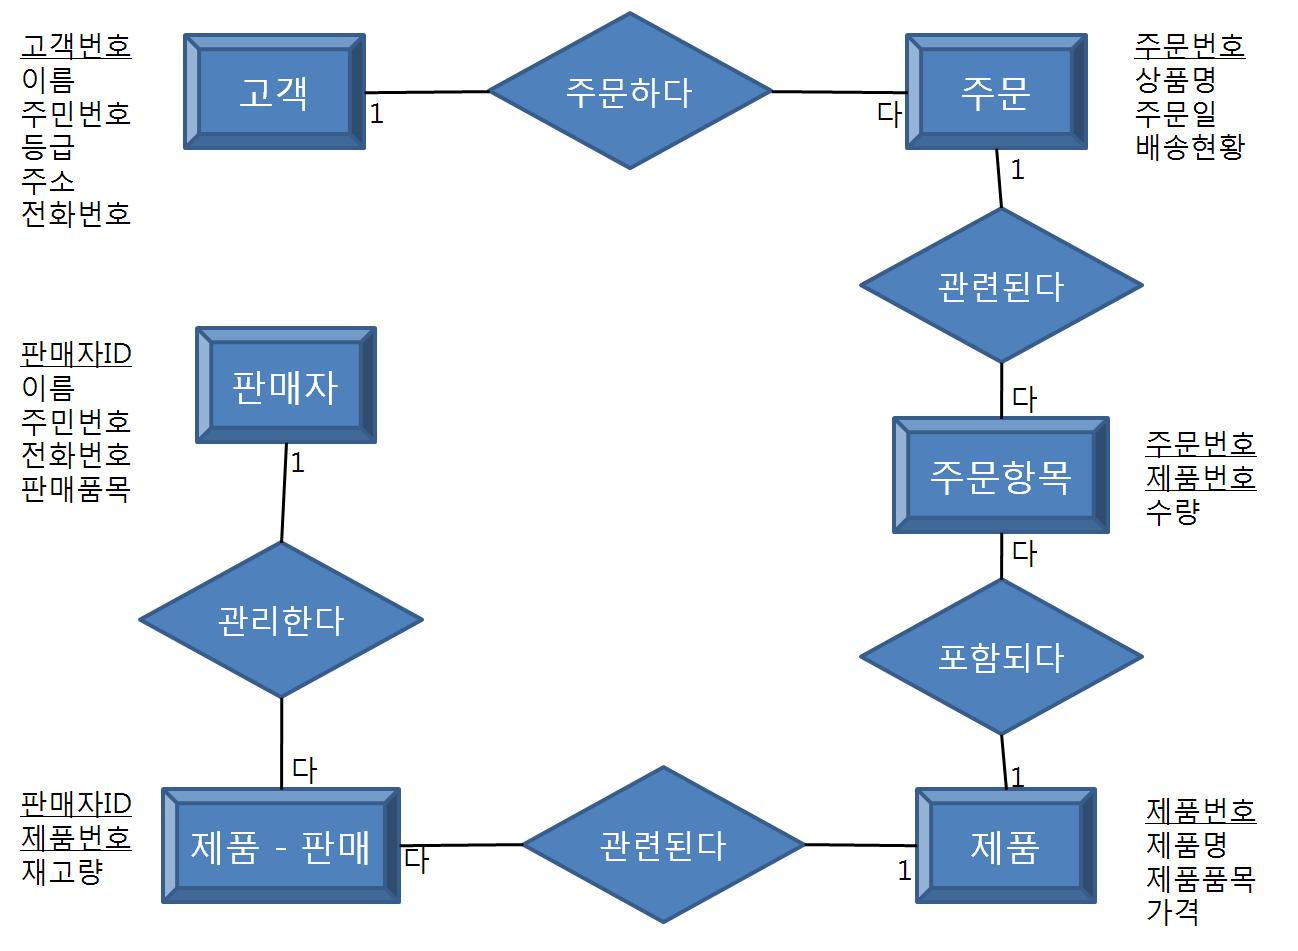 고객번호
이름
주민번호
등급
주소
전화번호
고객
1
주문하다
다
주문
주문번호
상품명
주문일
배송현황
1
관련된다
다
판매자ID
이름
주민번호
전화번호
판매품목
판매자
1
주문항목
주문번호
제품번호
수량
다
관리한다
포함되다
다
1
판매자ID
제품번호
재고량
제품 - 판매
다
관련된다
1
제품
제품번호
제품명
제품품목
가격